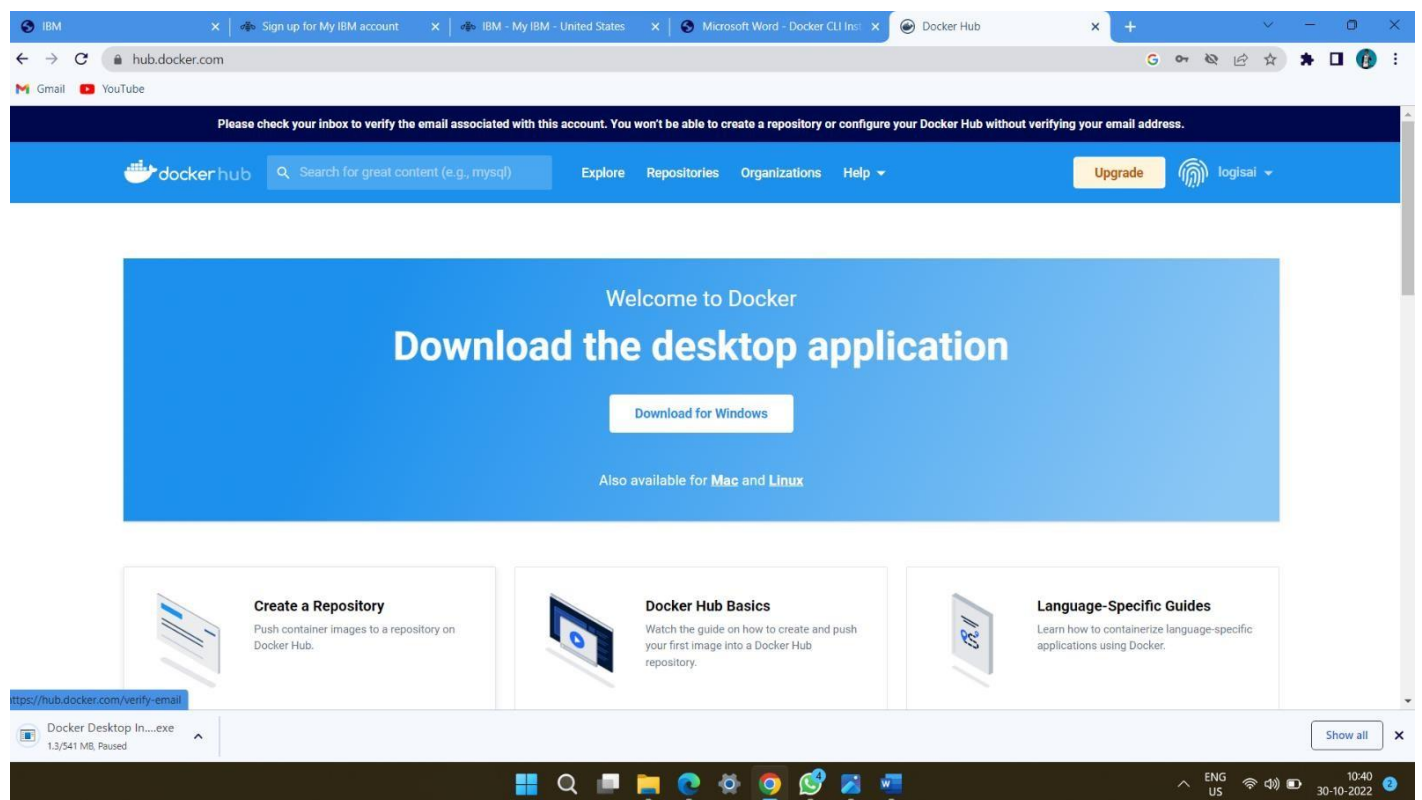 IBM
Sign up for My IBM account
IBM - My IBM - United States
Microsoft Word - Docker CLI Inst
Docker Hub
hub.docker.com
G
Gmail
YouTube
Please check your inbox to verify the email associated with this account. You won't be able to create a repository or configure your Docker Hub without verifying your email address.
docker hub
Search for great content (e.g., mysql)
Explore
Repositories
Organizations
Help
Upgrade
logisai
Welcome to Docker
Download the desktop application
Download for Windows
Also available for Mac and Linux
Create a Repository
Push container images to a repository on
Docker Hub.
Docker Hub Basics
Watch the guide on how to create and push
your first image into a Docker Hub
repository.
Language-Specific Guides
Learn how to containerize language-specific
applications using Docker.
ttps://hub.docker.com/verify-email
Docker Desktop In....exe
1.3/541 MB, Paused
Show all
4
W
ENG
US
10:40
30-10-2022
2